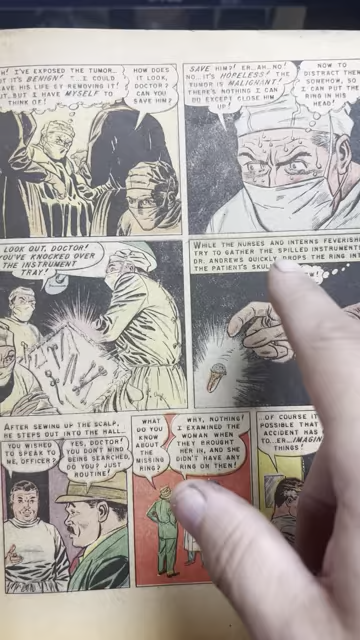 I'VE EXPOSED THE TUMOR...
IT'S BENIGN! "...I COULD
SAVE HIS LIFE BY REMOVING IT!
BUT I HAVE MYSELF TO
THINK OF!
HOW DOES
IT LOOK,
DOCTOR?
CAN YOU
SAVE HIM?
SAVE HIM?! ER..AH..NO!
NO...IT'S HOPELESS! THE
TUMOR IS MALIGNANT!
THERE'S NOTHING I CAN
DO EXCEPT CLOSE HIM
UP!
NOW TO
DISTRACT THEM
SOMEHOW, SO
I CAN PUT THE
RING IN HIS
HEAD!
LOOK OUT, DOCTOR!
YOU'VE KNOCKED OVER
THE INSTRUMENT
TRAY!
WHILE THE NURSES AND INTERNS
TRY TO GATHER THE SPILLED
DR. ANDREWS QUICKLY DROPS THE RING
THE PATIENT'S SKULL
AFTER SEWING UP THE SCALP,
HE STEPS OUT INTO THE HALL..
YOU WISHED
TO SPEAK TO
ME, OFFICER?
YES, DOCTOR!
YOU DON'T MIND
BEING SEARCHED,
DO YOU? JUST
ROUTINE!
WHAT
DO YOU
KNOW
ABOUT
THE
MISSING
RING?
WHY, NOTHING!
I EXAMINED THE
WOMAN WHEN
THEY BROUGHT
HER IN, AND SHE
DIDN'T HAVE ANY
RING ON THEN!
OF COURSE
POSSIBLE THAT
ACCIDENT HAS
TO..ER..
THINGS!